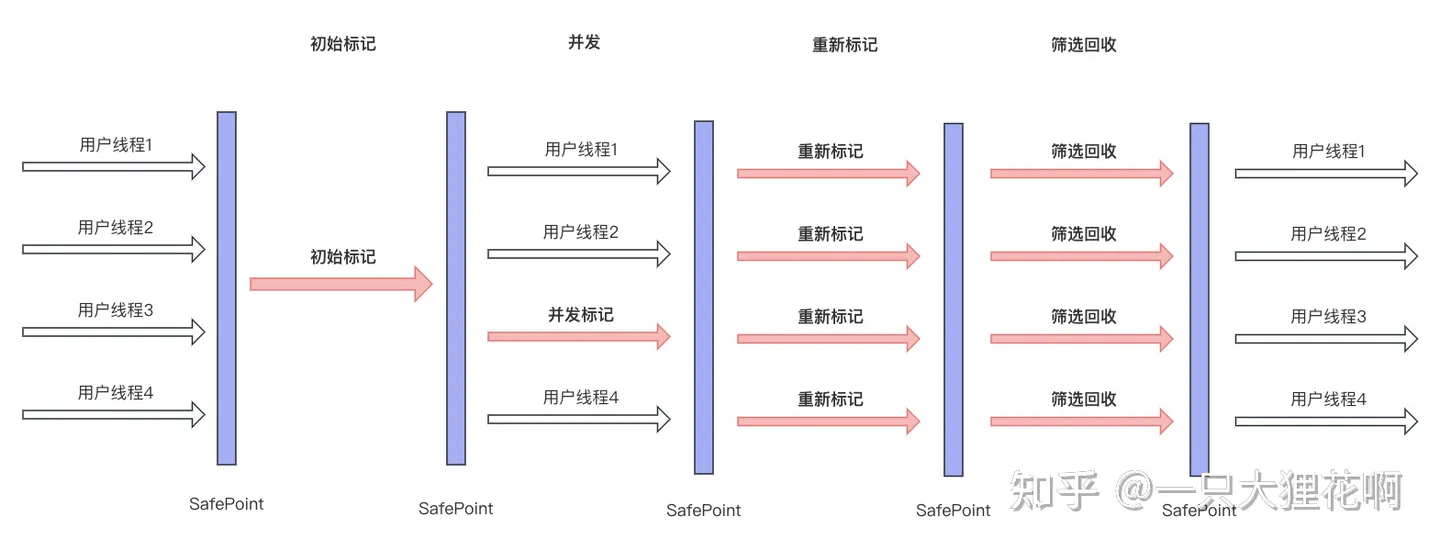 初始标记
并发
重新标记
筛选回收
用户线程1
用户线程2
用户线程3
用户线程4
初始标记
用户线程1
用户线程2
并发标记
用户线程4
重新标记
重新标记
重新标记
重新标记
筛选回收
筛选回收
筛选回收
筛选回收
用户线程1
用户线程2
用户线程3
用户线程4
SafePoint
SafePoint
SafePoint
SafePoint
SafePoint
知乎 @一只大狸花啊